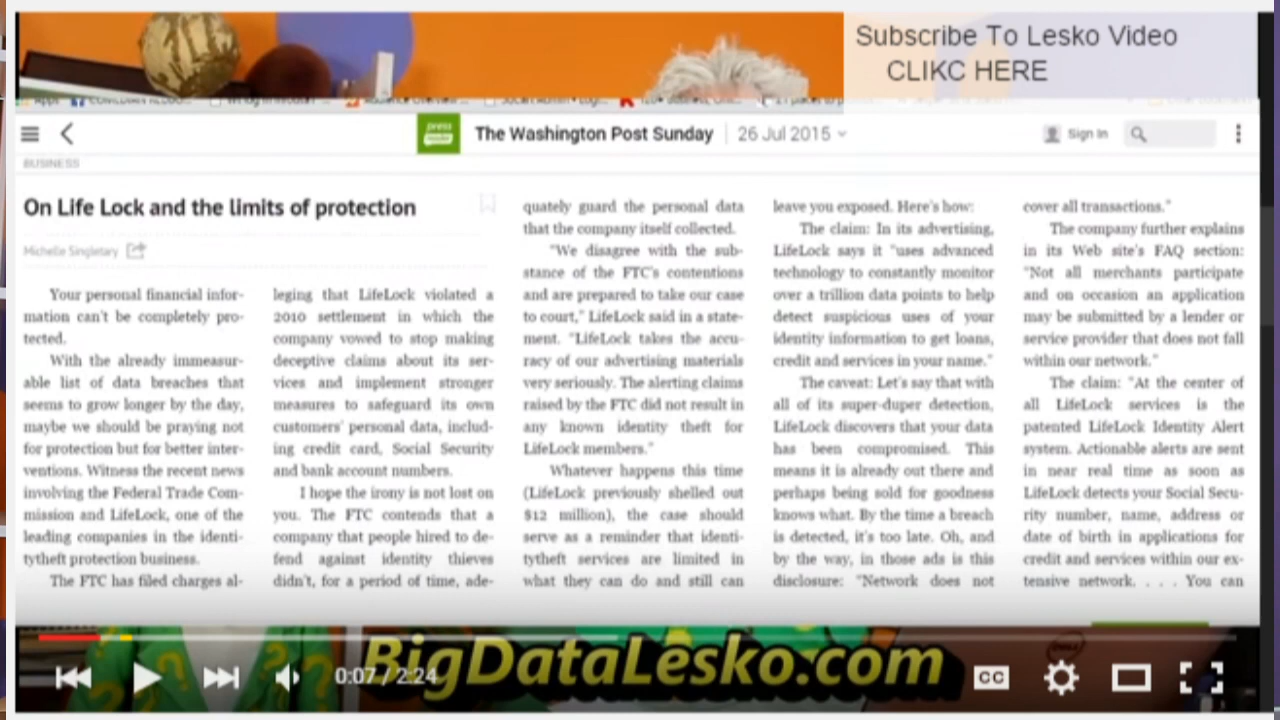 Subscribe To Lesko Video
CLIKC HERE
press
reader
The Washington Post Sunday
26 Jul 2015
Sign In
BUSINESS
On Life Lock and the limits of protection
Michelle Singletary
Your personal financial infor-
mation can't be completely pro-
tected.
With the already immeasur-
able list of data breaches that
seems to grow longer by the day,
maybe we should be praying not
for protection but for better inter-
ventions. Witness the recent news
involving the Federal Trade Com-
mission and LifeLock, one of the
leading companies in the identi-
tytheft protection business.
The FTC has filed charges al-
leging that LifeLock violated a
2010 settlement in which the
company vowed to stop making
deceptive claims about its ser-
vices and implement stronger
measures to safeguard its own
customers' personal data, includ-
ing credit card, Social Security
and bank account numbers.
I hope the irony is not lost on
you. The FTC contends that a
company that people hired to de-
fend against identity thieves
didn't, for a period of time, ade-
quately guard the personal data
that the company itself collected.
"We disagree with the sub-
stance of the FTC's contentions
and are prepared to take our case
to court," LifeLock said in a state-
ment. "LifeLock takes the accu-
racy of our advertising materials
very seriously. The alerting claims
raised by the FTC did not result in
any known identity theft for
LifeLock members."
Whatever happens this time
(LifeLock previously shelled out
$12 million), the case should
serve as a reminder that identi-
tytheft services are limited in
what they can do and still can
leave you exposed. Here's how:
The claim: In its advertising,
LifeLock says it "uses advanced
technology to constantly monitor
over a trillion data points to help
detect suspicious uses of your
identity information to get loans,
credit and services in your name."
The caveat: Let's say that with
all of its super-duper detection,
LifeLock discovers that your data
has been compromised. This
means it is already out there and
perhaps being sold for goodness
knows what. By the time a breach
is detected, it's too late. Oh, and
by the way, in those ads is this
disclosure: "Network does not
cover all transactions."
The company further explains
in its Web site's FAQ section:
"Not all merchants participate
and on occasion an application
may be submitted by a lender or
service provider that does not fall
within our network."
The claim: "At the center of
all LifeLock services is the
patented LifeLock Identity Alert
system. Actionable alerts are sent
in near real time as soon as
LifeLock detects your Social Secu-
rity number, name, address or
date of birth in applications for
credit and services within our ex-
tensive network. . . . You can
BigDataLesko.com
0:07 / 2:24
CC